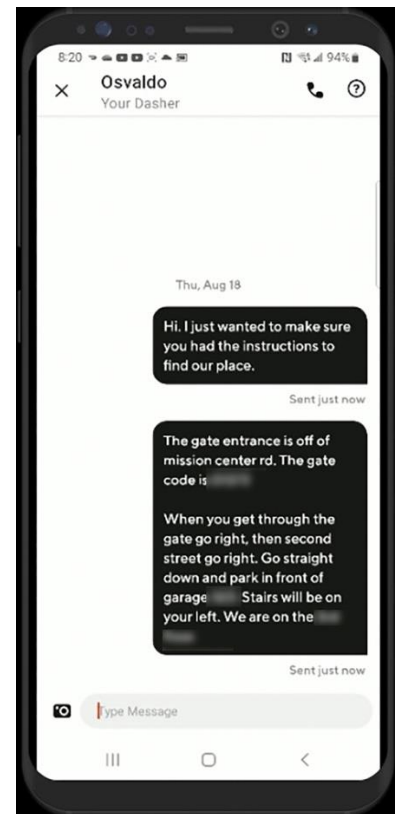 8:20
94%
Osvaldo
Your Dasher
Thu, Aug 18
Hi. I just wanted to make sure
you had the instructions to
find our place.
Sent just now
The gate entrance is off of
mission center rd. The gate
code is
When you get through the
gate go right, then second
street go right. Go straight
down and park in front of
garage Stairs will be on
your left. We are on the
Sent just now
Type Message